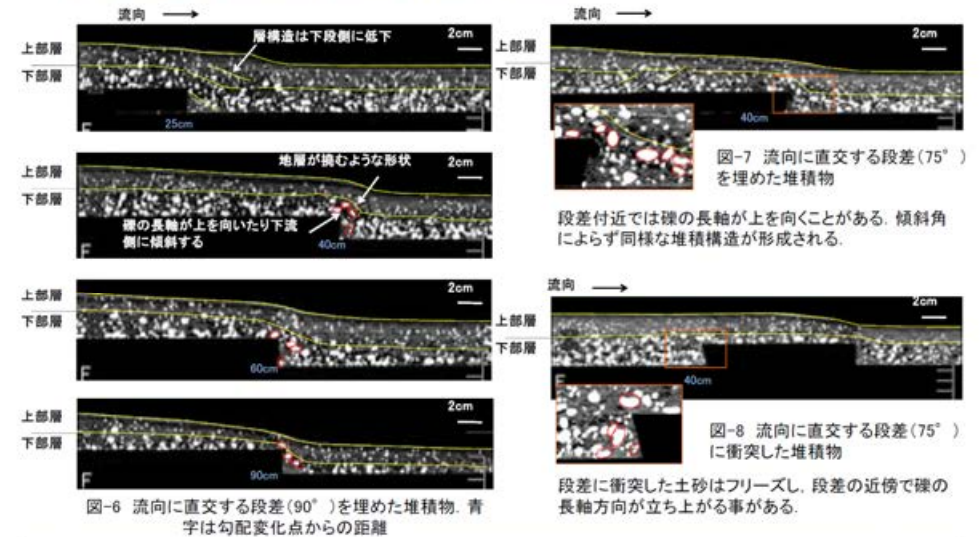 流向
層構造は下段側に低下
2cm
上部層
下部層
25cm
地層が撓むような形状
2cm
上部層
下部層
礫の長軸が上を向いたり下流
側に傾斜する
40cm
2cm
上部層
下部層
60cm
2cm
上部層
下部層
90cm
図-6 流向に直交する段差(90°)を埋めた堆積物. 青
字は勾配変化点からの距離
流向
2cm
上部層
下部層
40cm
図-7 流向に直交する段差(75°)
を埋めた堆積物
段差付近では礫の長軸が上を向くことがある. 傾斜角
によらず同様な堆積構造が形成される.
流向
2cm
上部層
下部層
40cm
図-8 流向に直交する段差(75°)
に衝突した堆積物
段差に衝突した土砂はフリーズし, 段差の近傍で礫の
長軸方向が立ち上がる事がある.